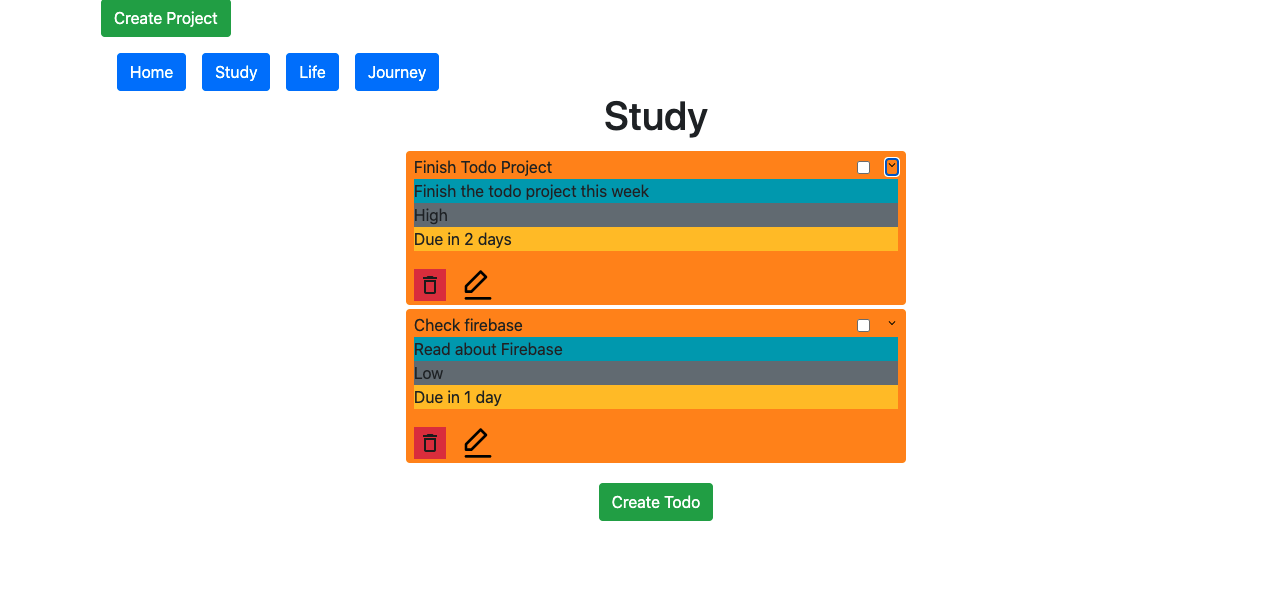 Create Project
Home Study Life Journey
Study
Finish Todo Project
Finish the todo project this week
High
Due in 2 days
Check firebase
Read about Firebase
Low
Due in 1 day
Create Todo